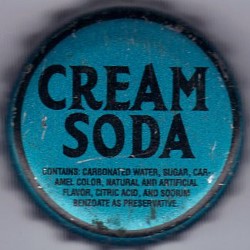 CREAM
SODA
CONTAINS: CARBONATED WATER, SUGAR, CAR-
AMEL COLOR, NATURAL AND ARTIFICIAL
FLAVOR, CITRIC ACID, AND SODIUM
BENZOATE AS PRESERVATIVE.